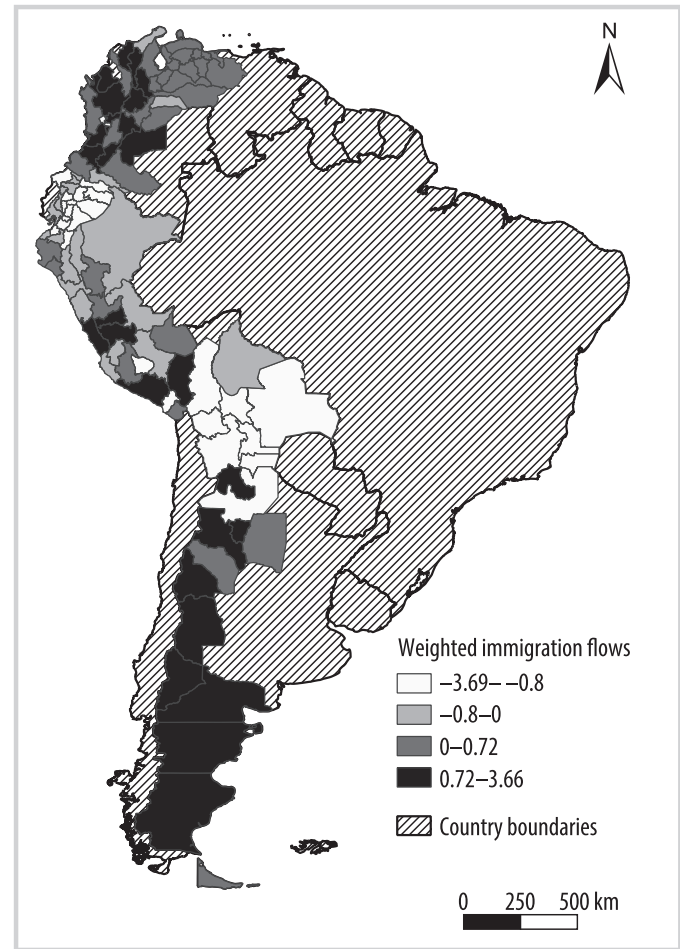 N
Weighted immigration flows
–3.69– –0.8
–0.8–0
0–0.72
0.72–3.66
Country boundaries
0 250 500 km